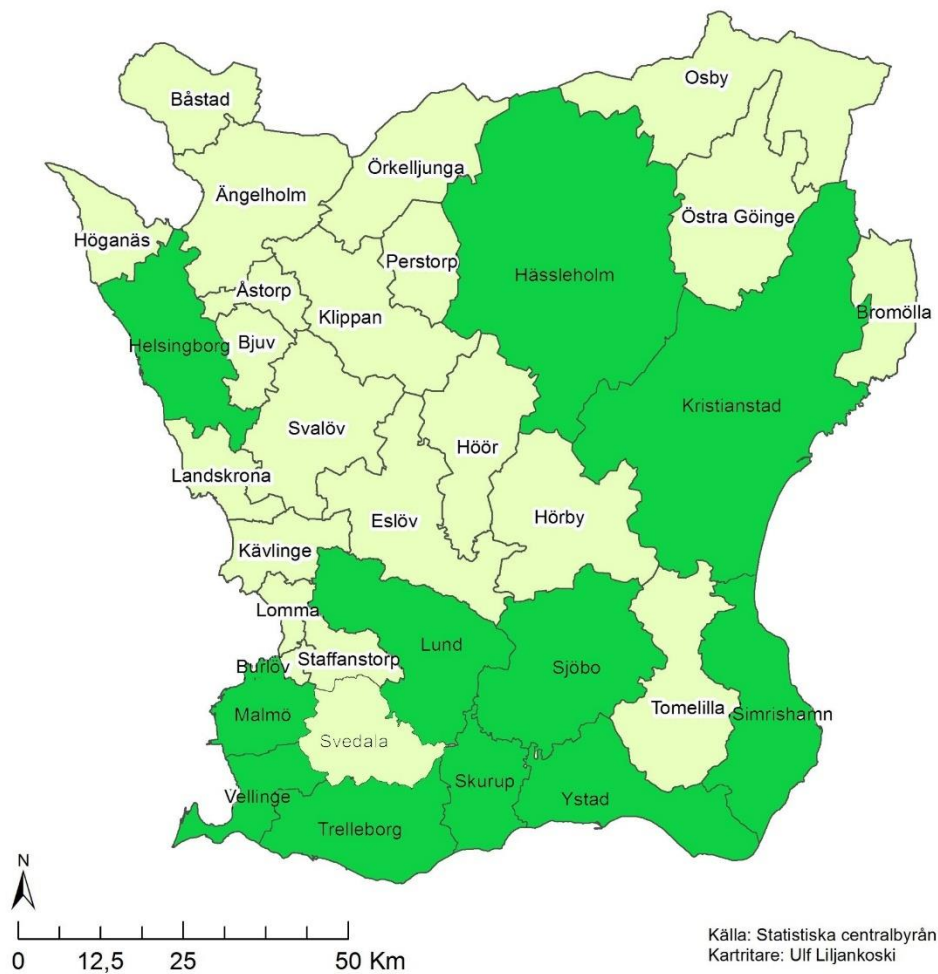 Osby
Båstad
Örkelljunga
Ängelholm
Östra Göinge
Höganäs
Perstorp
Hässleholm
Åstorp
Klippan
Bromölla
Helsingborg
Bjuv
Kristianstad
Svalöv
Höör
Landskrona
Eslöv
Hörby
Kävlinge
Lomma
Lund
Staffanstorp
Burlöv
Sjöbo
Malmö
Tomelilla
Simrishamn
Svedala
Skurup
Vellinge
Ystad
Trelleborg
N
0 12,5 25 50 Km
Källa: Statistiska centralbyrån
Kartritare: Ulf Liljankoski